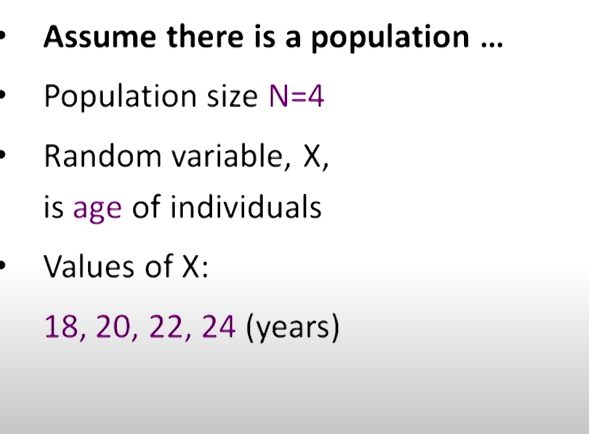 • Assume there is a population ...
• Population size N=4
• Random variable, X,
is age of individuals
• Values of X:
18, 20, 22, 24 (years)